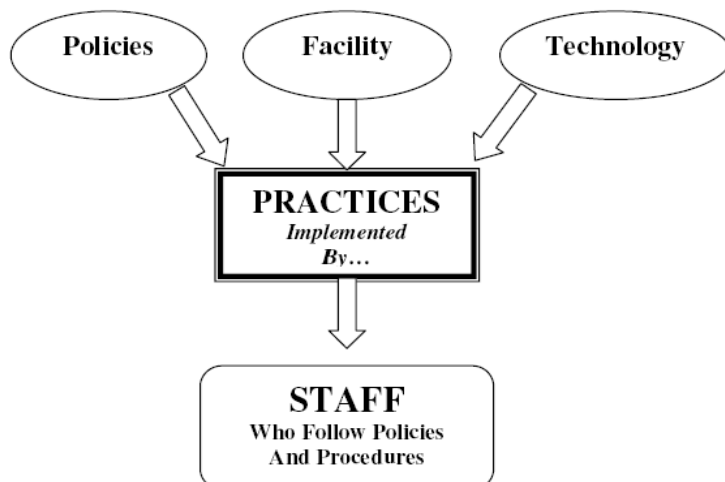 Policies
Facility
Technology
PRACTICES
Implemented
By…
STAFF
Who Follow Policies
And Procedures